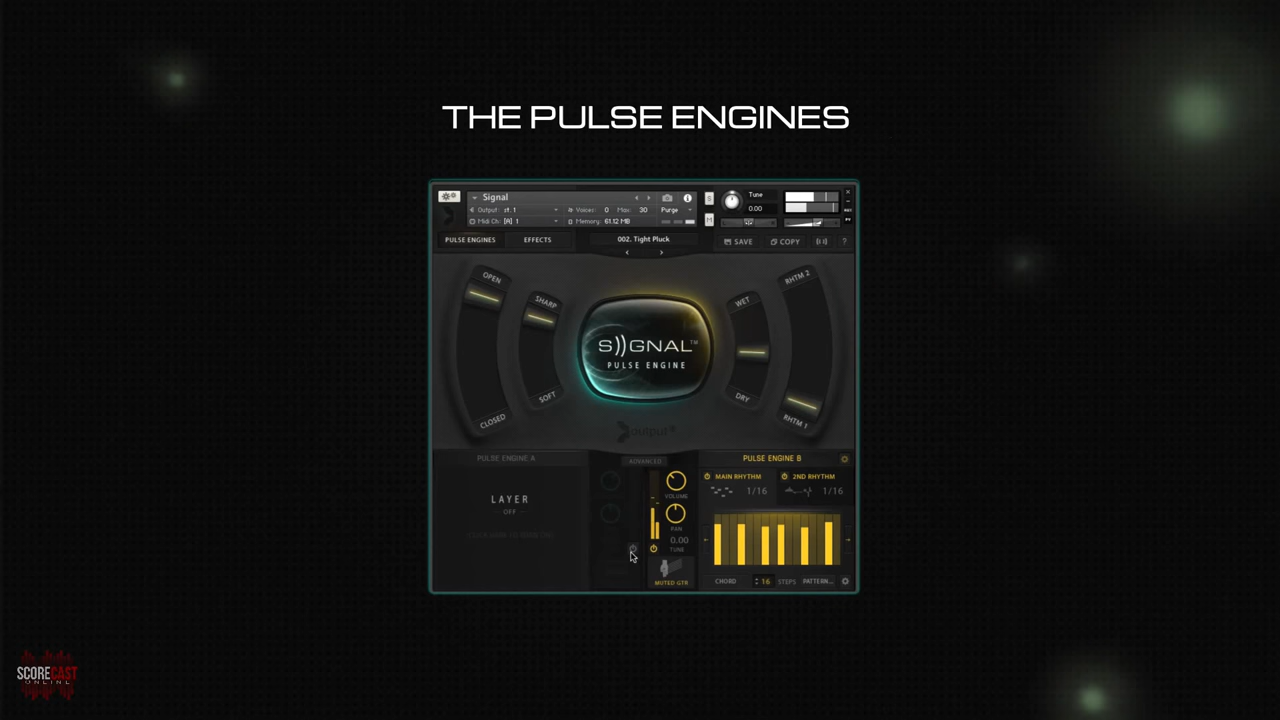 THE PULSE ENGINES
Signal
Output: st. 1
Voices: 0 Max: 30 Purge
Midi Ch: [A] 1
Memory: 61.12 MB
S
M
Tune
0.00
PULSE ENGINES
EFFECTS
002. Tight Pluck
SAVE
COPY
?
OPEN
CLOSED
SHARP
SOFT
S))GNAL™
PULSE ENGINE
WET
DRY
RHTM 2
RHTM 1
output
PULSE ENGINE A
LAYER
OFF
ADVANCED
VOLUME
PAN
0.00
TUNE
MUTED GTR
PULSE ENGINE B
MAIN RHYTHM
1/16
2ND RHYTHM
1/16
CHORD
16 STEPS
PATTERN...
SCORECAST
ONLINE